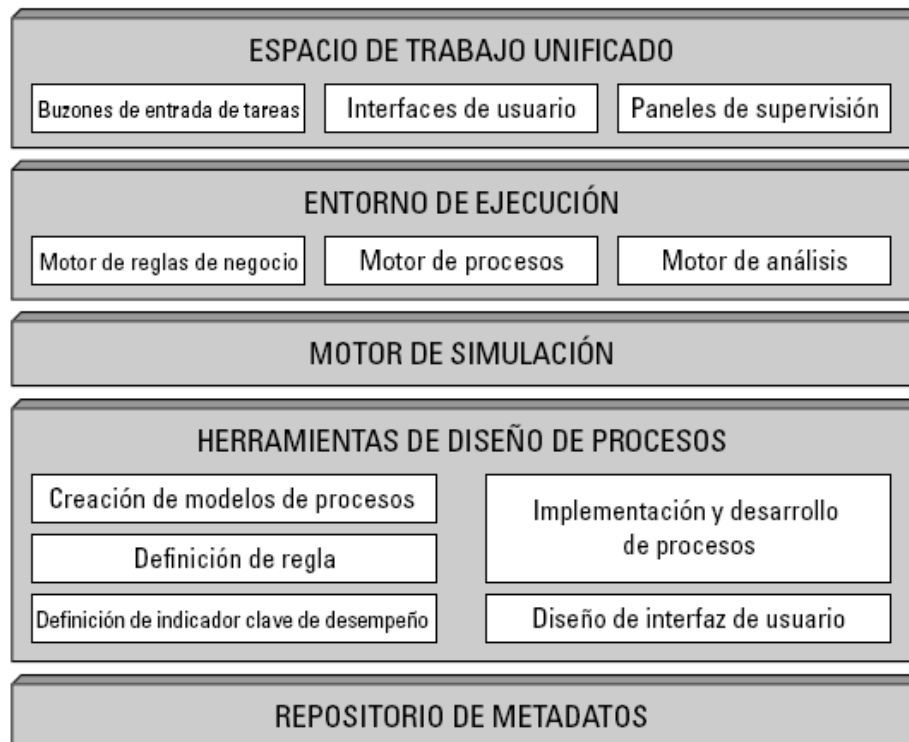 ESPACIO DE TRABAJO UNIFICADO
Buzones de entrada de tareas
Interfaces de usuario
Paneles de supervisión
ENTORNO DE EJECUCIÓN
Motor de reglas de negocio
Motor de procesos
Motor de análisis
MOTOR DE SIMULACIÓN
HERRAMIENTAS DE DISEÑO DE PROCESOS
Creación de modelos de procesos
Definición de regla
Definición de indicador clave de desempeño
Implementación y desarrollo
de procesos
Diseño de interfaz de usuario
REPOSITORIO DE METADATOS